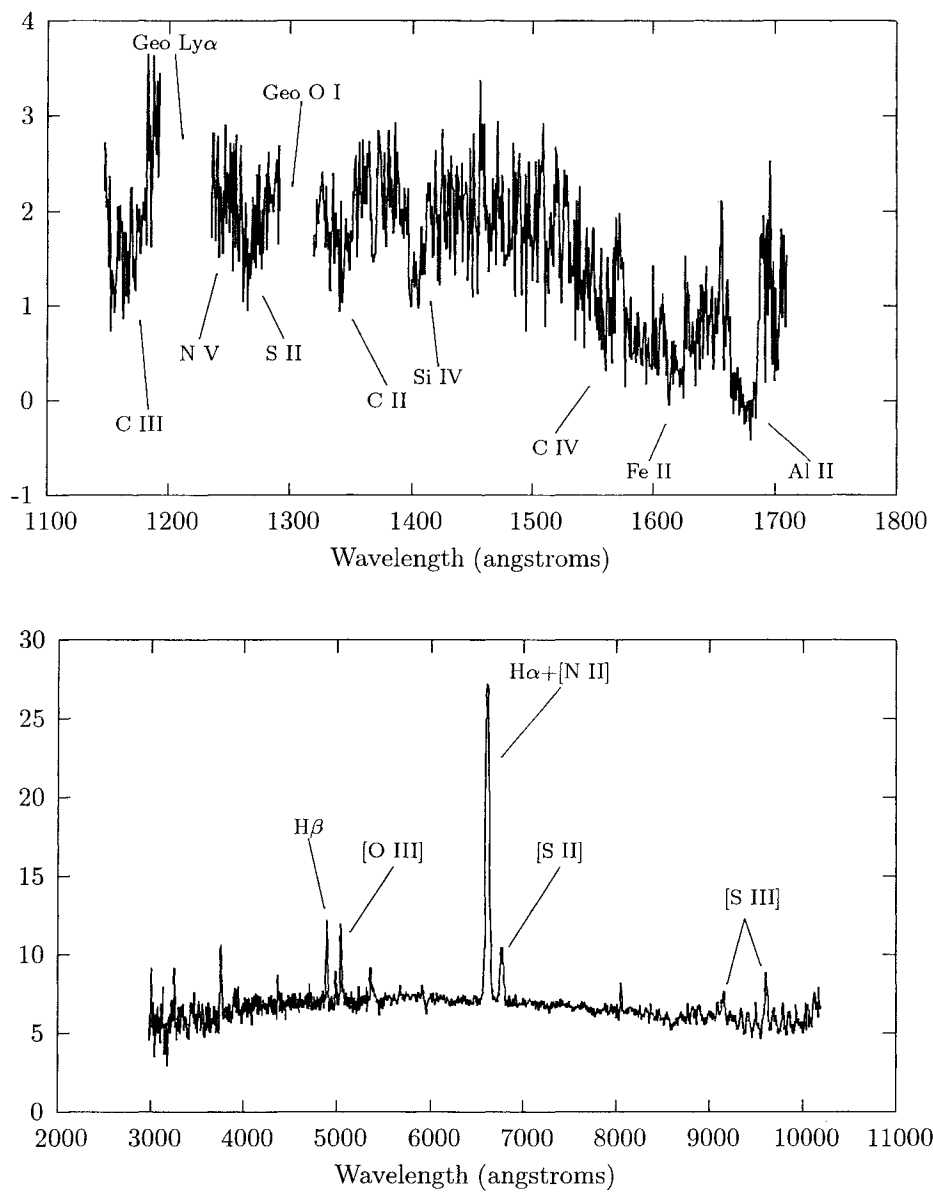 4
3
2
1
0
-1
Geo Lyα
Geo O I
N V
S II
C III
C II
Si IV
C IV
Fe II
Al II
1100 1200 1300 1400 1500 1600 1700 1800
Wavelength (angstroms)
30
25
20
15
10
5
0
Hα+[N II]
Hβ
[O III]
[S II]
[S III]
2000 3000 4000 5000 6000 7000 8000 9000 10000 11000
Wavelength (angstroms)